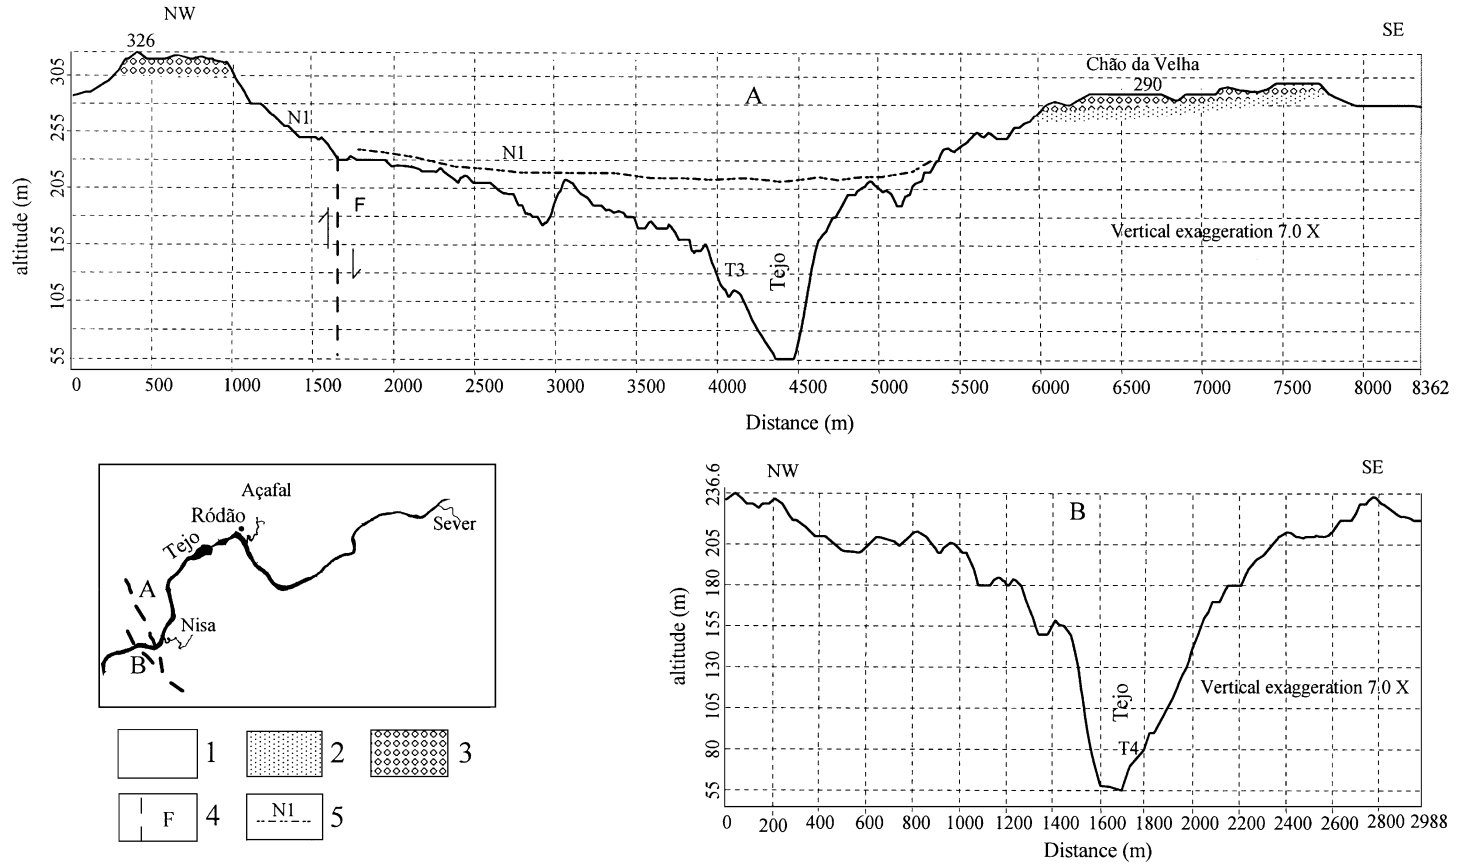 NW
SE
326
A
Chão da Velha
290
N1
N1
F
T3
Tejo
Vertical exaggeration 7.0 X
altitude (m)
305
255
205
155
105
55
0 500 1000 1500 2000 2500 3000 3500 4000 4500 5000 5500 6000 6500 7000 7500 8000 8362
Distance (m)
Açafal
Ródão
Tejo
Sever
A
Nisa
B
1 2 3
F 4 N1 5
NW
SE
B
236.6
205
180
155
130
105
80
55
altitude (m)
Tejo
T4
Vertical exaggeration 7.0 X
0 200 400 600 800 1000 1200 1400 1600 1800 2000 2200 2400 2600 2800 2988
Distance (m)